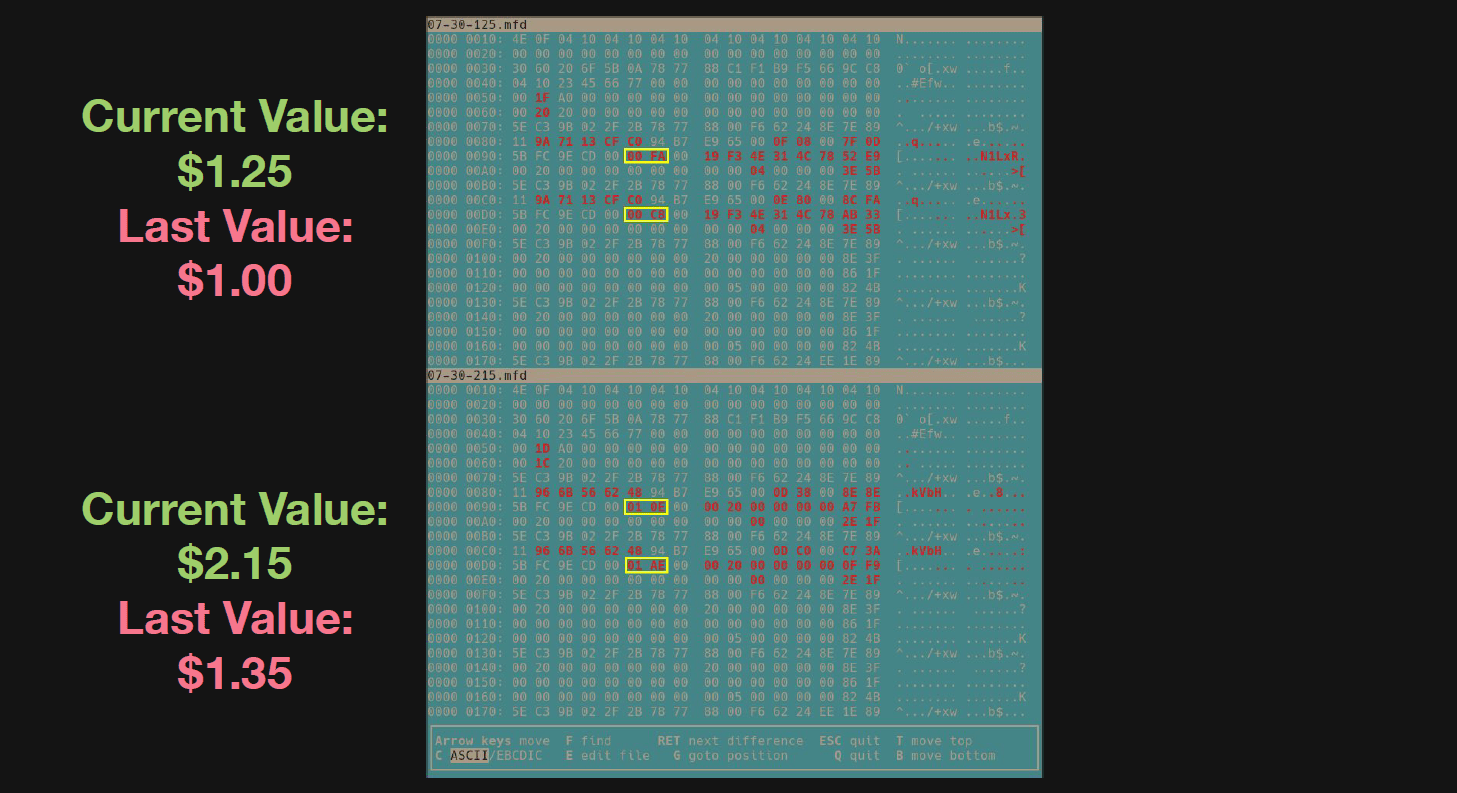 Current Value:
$1.25
Last Value:
$1.00
07-30-125.mfd
0000 0010: 4E 0F 04 10 04 10 04 10 04 10 04 10 04 10 04 10 N....... ........
0000 0020: 00 00 00 00 00 00 00 00 00 00 00 00 00 00 00 00 ........ ........
0000 0030: 30 60 20 6F 5B 0A 78 77 88 C1 F1 B9 F5 66 9C C8 0` o[.xw .....f..
0000 0040: 04 10 23 45 66 77 00 00 00 00 00 00 00 00 00 00 ..#Efw.. ........
0000 0050: 00 1F A0 00 00 00 00 00 00 00 00 00 00 00 00 00 ........ ........
0000 0060: 00 20 20 00 00 00 00 00 00 00 00 00 00 00 00 00 .  ..... ........
0000 0070: 5E C3 9B 02 2F 2B 78 77 88 00 F6 62 24 8E 7E 89 ^.../+xw ...b$.~.
0000 0080: 11 9A 71 13 CF C0 94 B7 E9 65 00 0F 08 00 7F 0D ..q..... .e......
0000 0090: 5B FC 9E CD 00 00 FA 00 19 F3 4E 31 4C 78 52 E9 [....... ..N1LxR.
0000 00A0: 00 20 00 00 00 00 00 00 00 00 04 00 00 00 3E 5B . ...... ......>[
0000 00B0: 5E C3 9B 02 2F 2B 78 77 88 00 F6 62 24 8E 7E 89 ^.../+xw ...b$.~.
0000 00C0: 11 9A 71 13 CF C0 94 B7 E9 65 00 0E 80 00 8C FA ..q..... .e......
0000 00D0: 5B FC 9E CD 00 00 C8 00 19 F3 4E 31 4C 78 AB 33 [....... ..N1Lx.3
0000 00E0: 00 20 00 00 00 00 00 00 00 00 04 00 00 00 3E 5B . ...... ......>[
0000 00F0: 5E C3 9B 02 2F 2B 78 77 88 00 F6 62 24 8E 7E 89 ^.../+xw ...b$.~.
0000 0100: 00 20 00 00 00 00 00 00 20 00 00 00 00 00 8E 3F . ......  ......?
0000 0110: 00 00 00 00 00 00 00 00 00 00 00 00 00 00 86 1F ........ ........
0000 0120: 00 00 00 00 00 00 00 00 00 05 00 00 00 00 82 4B ........ .......K
0000 0130: 5E C3 9B 02 2F 2B 78 77 88 00 F6 62 24 8E 7E 89 ^.../+xw ...b$.~.
0000 0140: 00 20 00 00 00 00 00 00 20 00 00 00 00 00 8E 3F . ......  ......?
0000 0150: 00 00 00 00 00 00 00 00 00 00 00 00 00 00 86 1F ........ ........
0000 0160: 00 00 00 00 00 00 00 00 00 05 00 00 00 00 82 4B ........ .......K
0000 0170: 5E C3 9B 02 2F 2B 78 77 88 00 F6 62 24 EE 1E 89 ^.../+xw ...b$...
Current Value:
$2.15
Last Value:
$1.35
07-30-215.mfd
0000 0010: 4E 0F 04 10 04 10 04 10 04 10 04 10 04 10 04 10 N....... ........
0000 0020: 00 00 00 00 00 00 00 00 00 00 00 00 00 00 00 00 ........ ........
0000 0030: 30 60 20 6F 5B 0A 78 77 88 C1 F1 B9 F5 66 9C C8 0` o[.xw .....f..
0000 0040: 04 10 23 45 66 77 00 00 00 00 00 00 00 00 00 00 ..#Efw.. ........
0000 0050: 00 1D A0 00 00 00 00 00 00 00 00 00 00 00 00 00 ........ ........
0000 0060: 00 1C 20 00 00 00 00 00 00 00 00 00 00 00 00 00 .. ..... ........
0000 0070: 5E C3 9B 02 2F 2B 78 77 88 00 F6 62 24 8E 7E 89 ^.../+xw ...b$.~.
0000 0080: 11 96 6B 56 62 48 94 B7 E9 65 00 0D 38 00 8E 8E ..kVbH.. .e..8...
0000 0090: 5B FC 9E CD 00 01 0E 00 00 20 00 00 00 00 A7 FB [....... . ......
0000 00A0: 00 20 00 00 00 00 00 00 00 00 00 00 00 00 2E 1F . ...... ........
0000 00B0: 5E C3 9B 02 2F 2B 78 77 88 00 F6 62 24 8E 7E 89 ^.../+xw ...b$.~.
0000 00C0: 11 96 6B 56 62 48 94 B7 E9 65 00 0D C0 00 C7 3A ..kVbH.. .e.....:
0000 00D0: 5B FC 9E CD 00 01 AE 00 00 20 00 00 00 00 0F F9 [....... . ......
0000 00E0: 00 20 00 00 00 00 00 00 00 00 00 00 00 00 2E 1F . ...... ........
0000 00F0: 5E C3 9B 02 2F 2B 78 77 88 00 F6 62 24 8E 7E 89 ^.../+xw ...b$.~.
0000 0100: 00 20 00 00 00 00 00 00 20 00 00 00 00 00 8E 3F . ......  ......?
0000 0110: 00 00 00 00 00 00 00 00 00 00 00 00 00 00 86 1F ........ ........
0000 0120: 00 00 00 00 00 00 00 00 00 05 00 00 00 00 82 4B ........ .......K
0000 0130: 5E C3 9B 02 2F 2B 78 77 88 00 F6 62 24 8E 7E 89 ^.../+xw ...b$.~.
0000 0140: 00 20 00 00 00 00 00 00 20 00 00 00 00 00 8E 3F . ......  ......?
0000 0150: 00 00 00 00 00 00 00 00 00 00 00 00 00 00 86 1F ........ ........
0000 0160: 00 00 00 00 00 00 00 00 00 05 00 00 00 00 82 4B ........ .......K
0000 0170: 5E C3 9B 02 2F 2B 78 77 88 00 F6 62 24 EE 1E 89 ^.../+xw ...b$...
Arrow keys move F find RET next difference ESC quit T move top
C ASCII/EBCDIC E edit file G goto position Q quit B move bottom